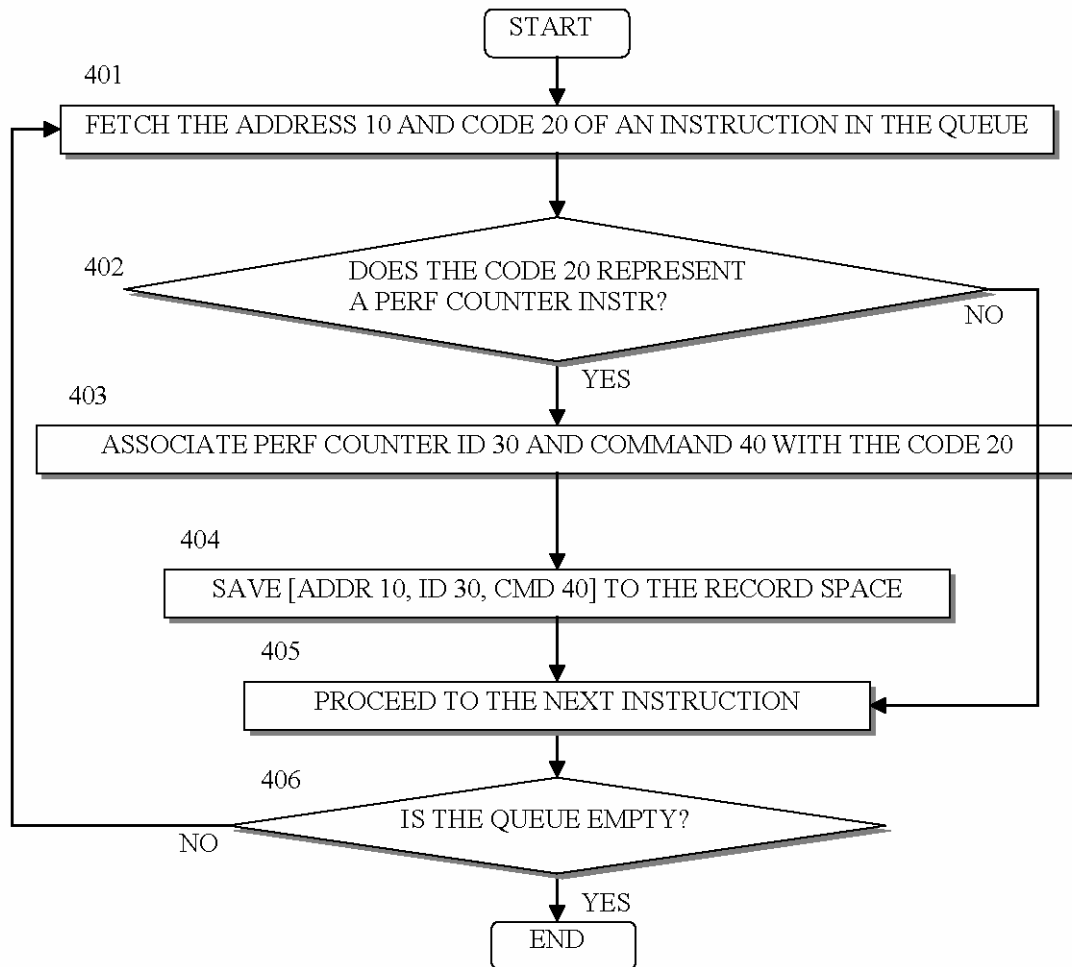 START
401
FETCH THE ADDRESS 10 AND CODE 20 OF AN INSTRUCTION IN THE QUEUE
402
DOES THE CODE 20 REPRESENT
A PERF COUNTER INSTR?
NO
YES
403
ASSOCIATE PERF COUNTER ID 30 AND COMMAND 40 WITH THE CODE 20
404
SAVE [ADDR 10, ID 30, CMD 40] TO THE RECORD SPACE
405
PROCEED TO THE NEXT INSTRUCTION
406
IS THE QUEUE EMPTY?
NO
YES
END